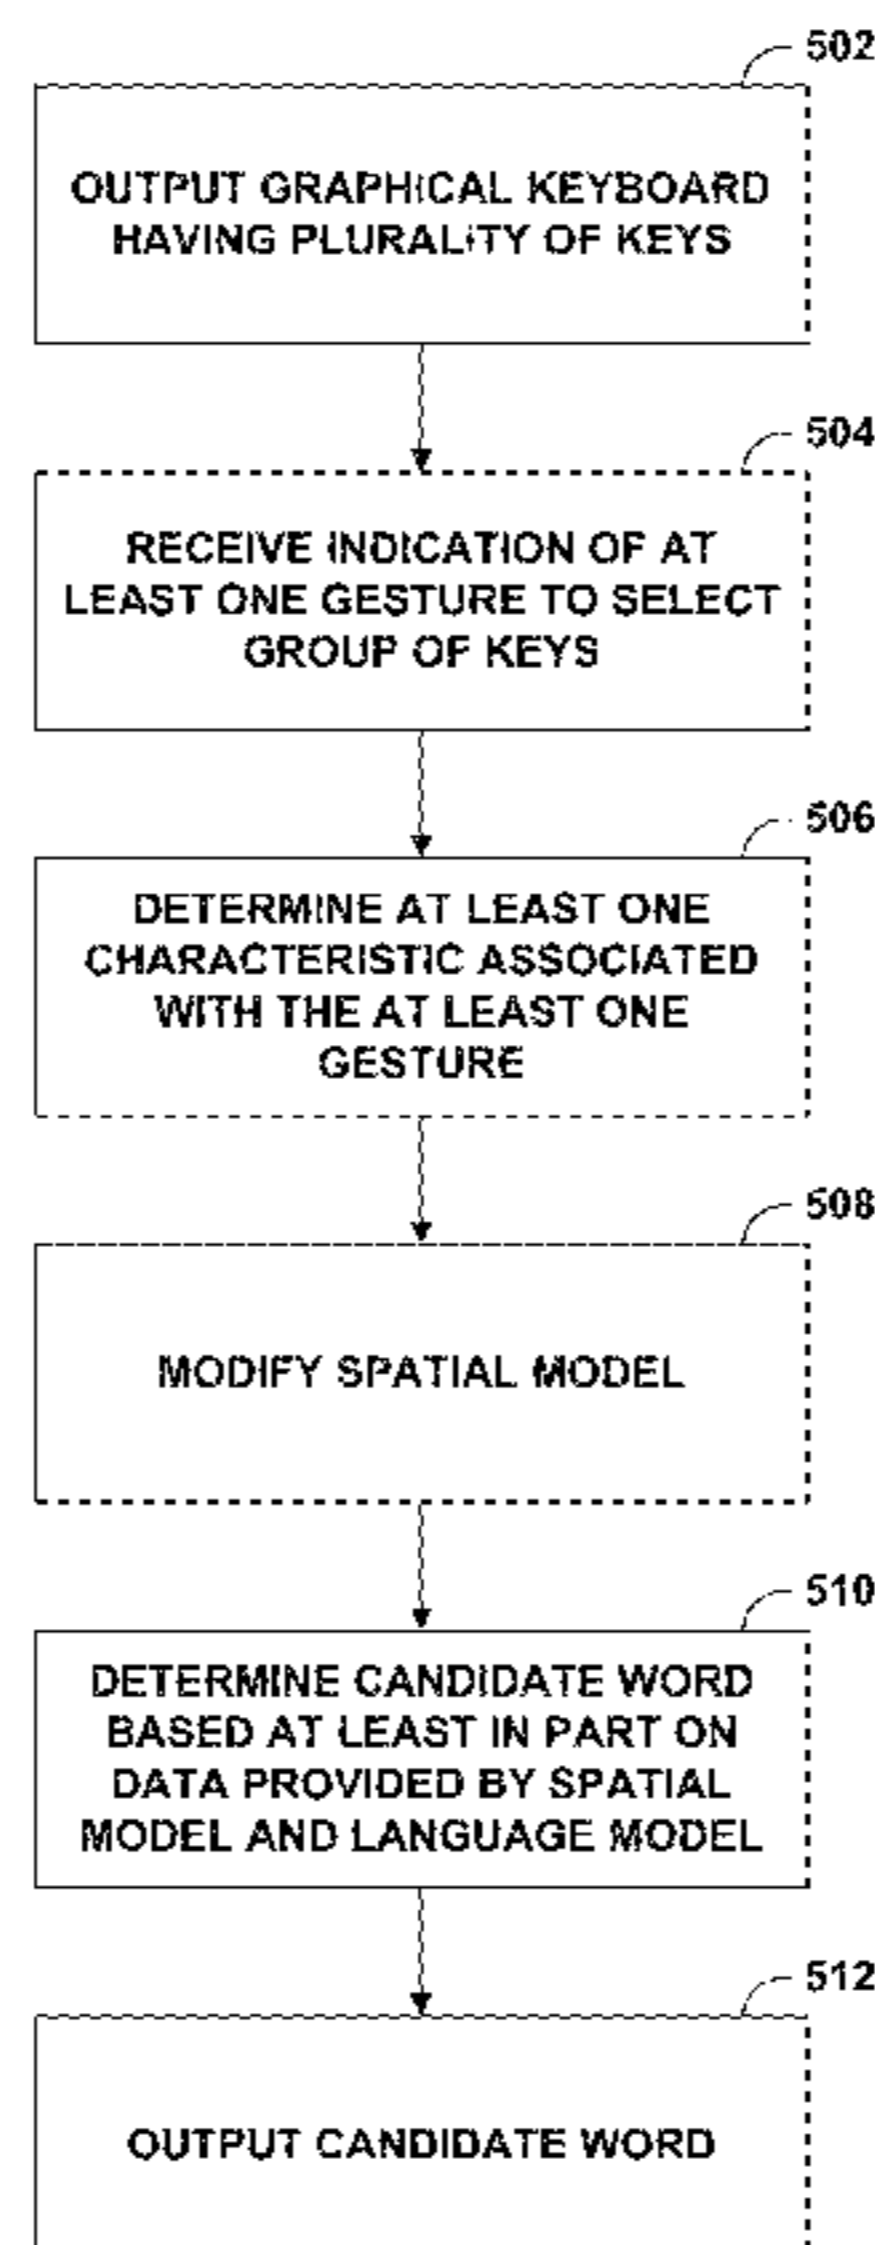 502
OUTPUT GRAPHICAL KEYBOARD
HAVING PLURALITY OF KEYS
504
RECEIVE INDICATION OF AT
LEAST ONE GESTURE TO SELECT
GROUP OF KEYS
506
DETERMINE AT LEAST ONE
CHARACTERISTIC ASSOCIATED
WITH THE AT LEAST ONE
GESTURE
508
MODIFY SPATIAL MODEL
510
DETERMINE CANDIDATE WORD
BASED AT LEAST IN PART ON
DATA PROVIDED BY SPATIAL
MODEL AND LANGUAGE MODEL
512
OUTPUT CANDIDATE WORD